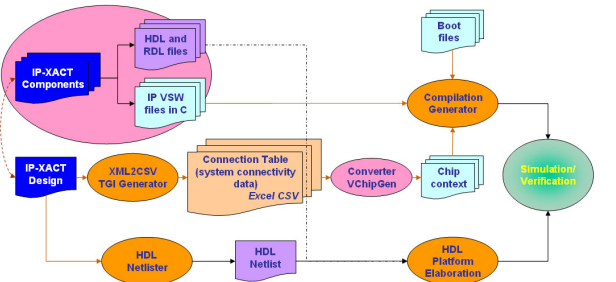 HDL and
RDL files
Boot
files
IP-XACT
Components
IP VSW
files in C
Compilation
Generator
IP-XACT
Design
XML2CSV
TGI Generator
Connection Table
(system connectivity
data)
Excel CSV
Converter
VChipGen
Chip
context
Simulation/
Verification
HDL
Netlister
HDL
Netlist
HDL
Platform
Elaboration